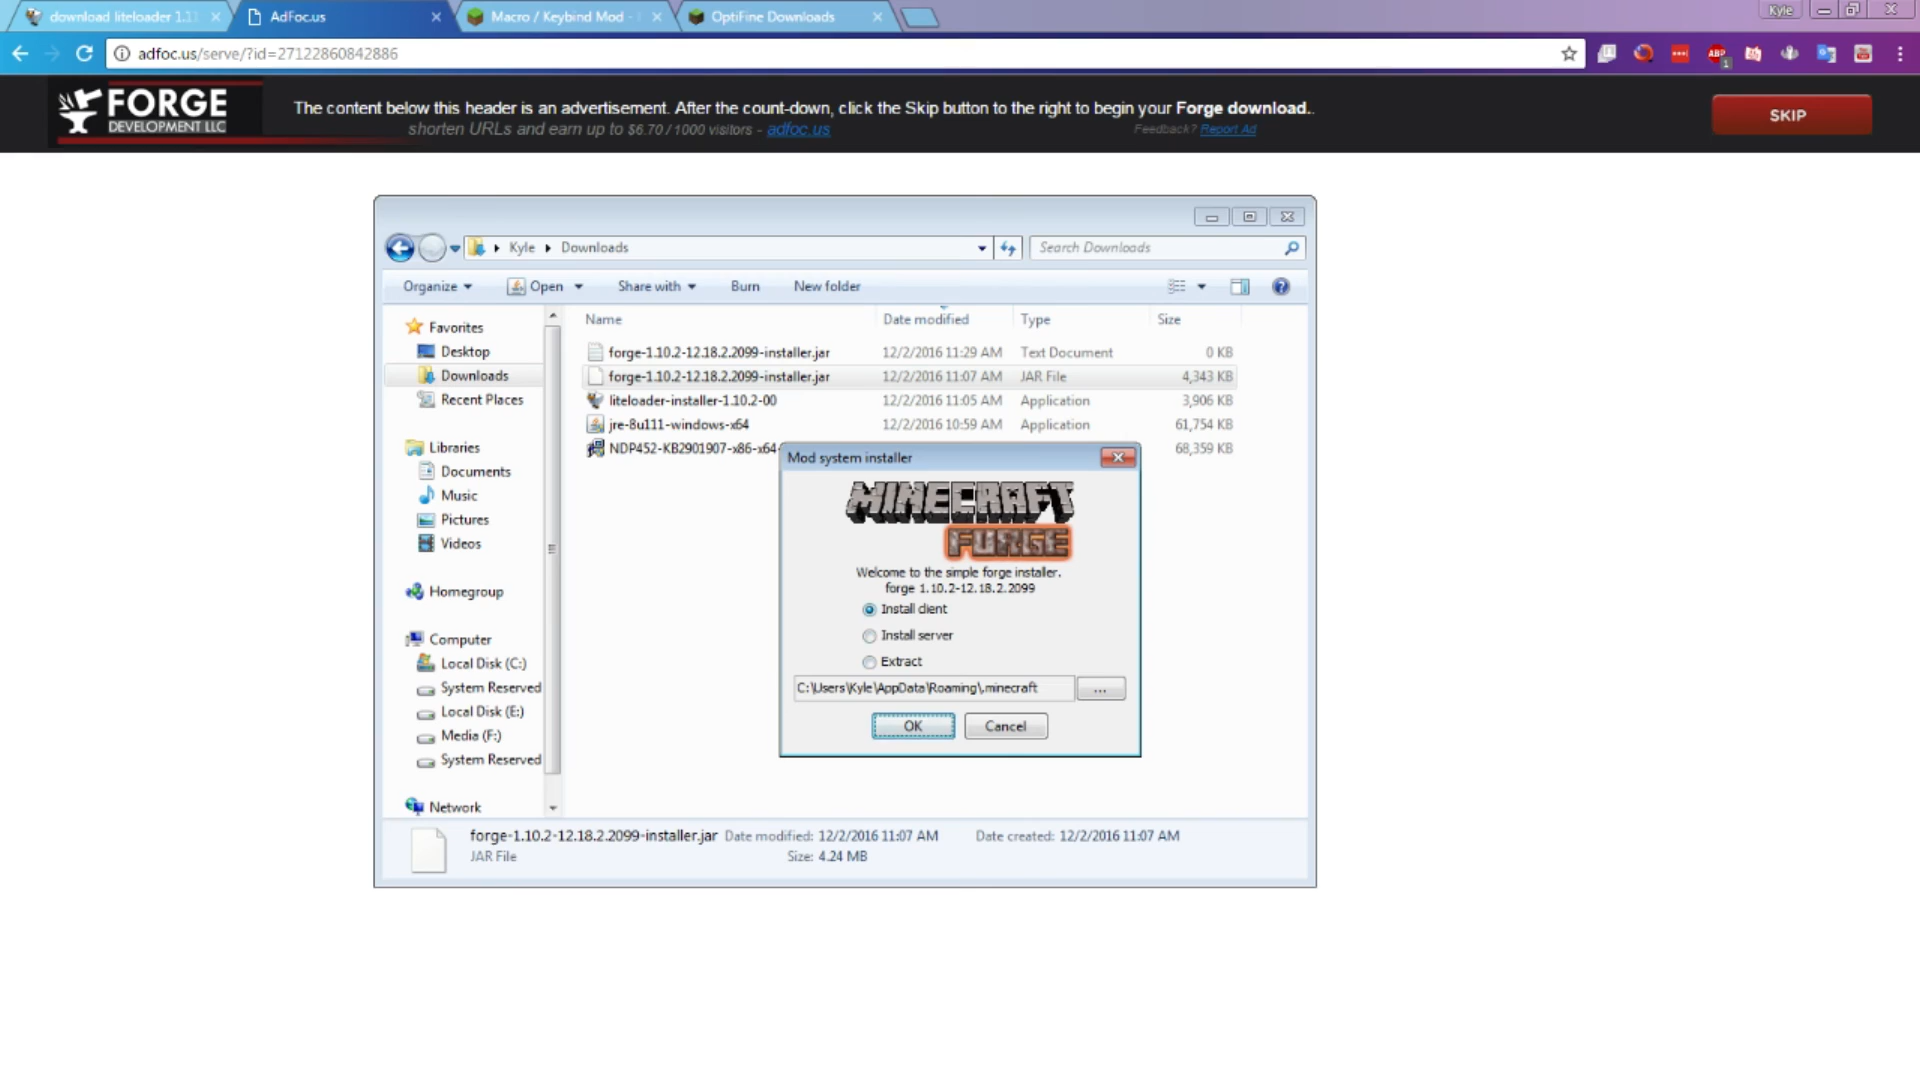 download liteloader 1.1
AdFoc.us
Macro / Keybind Mod -
OptiFine Downloads
Kyle
adfoc.us/serve/?id=27122860842886
ABP
1
FORGE
DEVELOPMENT LLC
The content below this header is an advertisement. After the count-down, click the Skip button to the right to begin your Forge download..
shorten URLs and earn up to $6.70 / 1000 visitors - adfoc.us
Feedback? Report Ad
SKIP
Kyle
Downloads
Search Downloads
Organize
Open
Share with
Burn
New folder
Name
Date modified
Type
Size
Favorites
Desktop
Downloads
Recent Places
Libraries
Documents
Music
Pictures
Videos
Homegroup
Computer
Local Disk (C:)
System Reserved
Local Disk (E:)
Media (F:)
System Reserved
Network
forge-1.10.2-12.18.2.2099-installer.jar 12/2/2016 11:29 AM Text Document 0 KB
forge-1.10.2-12.18.2.2099-installer.jar 12/2/2016 11:07 AM JAR File 4,343 KB
liteloader-installer-1.10.2-00 12/2/2016 11:05 AM Application 3,906 KB
jre-8u111-windows-x64 12/2/2016 10:59 AM Application 61,754 KB
NDP452-KB2901907-x86-x64- 68,359 KB
Mod system installer
MINECRAFT
FORGE
Welcome to the simple forge installer.
forge 1.10.2-12.18.2.2099
Install client
Install server
Extract
C:\Users\Kyle\AppData\Roaming\.minecraft
...
OK
Cancel
forge-1.10.2-12.18.2.2099-installer.jar Date modified: 12/2/2016 11:07 AM Date created: 12/2/2016 11:07 AM
JAR File Size: 4.24 MB